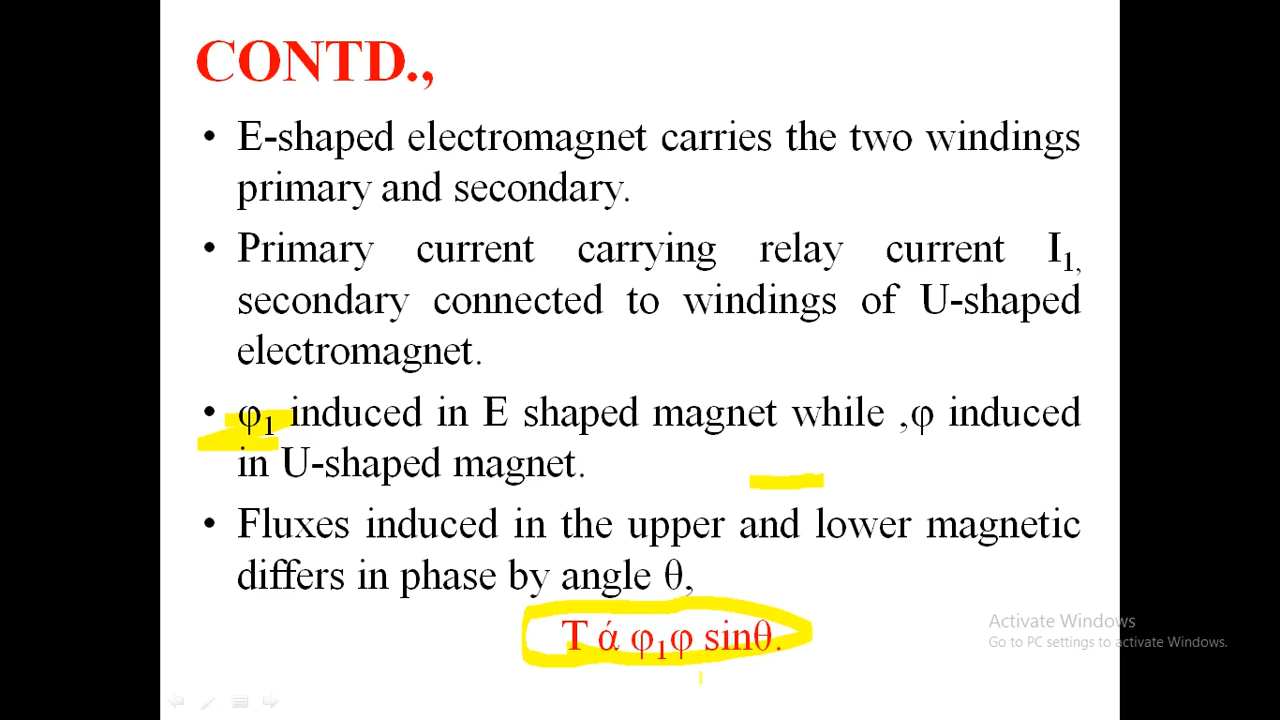 CONTD.,
• E-shaped electromagnet carries the two windings
primary and secondary.
• Primary current carrying relay current I₁,
secondary connected to windings of U-shaped
electromagnet.
• φ₁ induced in E shaped magnet while ,φ induced
in U-shaped magnet.
• Fluxes induced in the upper and lower magnetic
differs in phase by angle θ,
T ά φ₁φ sinθ.
Activate Windows
Go to PC settings to activate Windows.